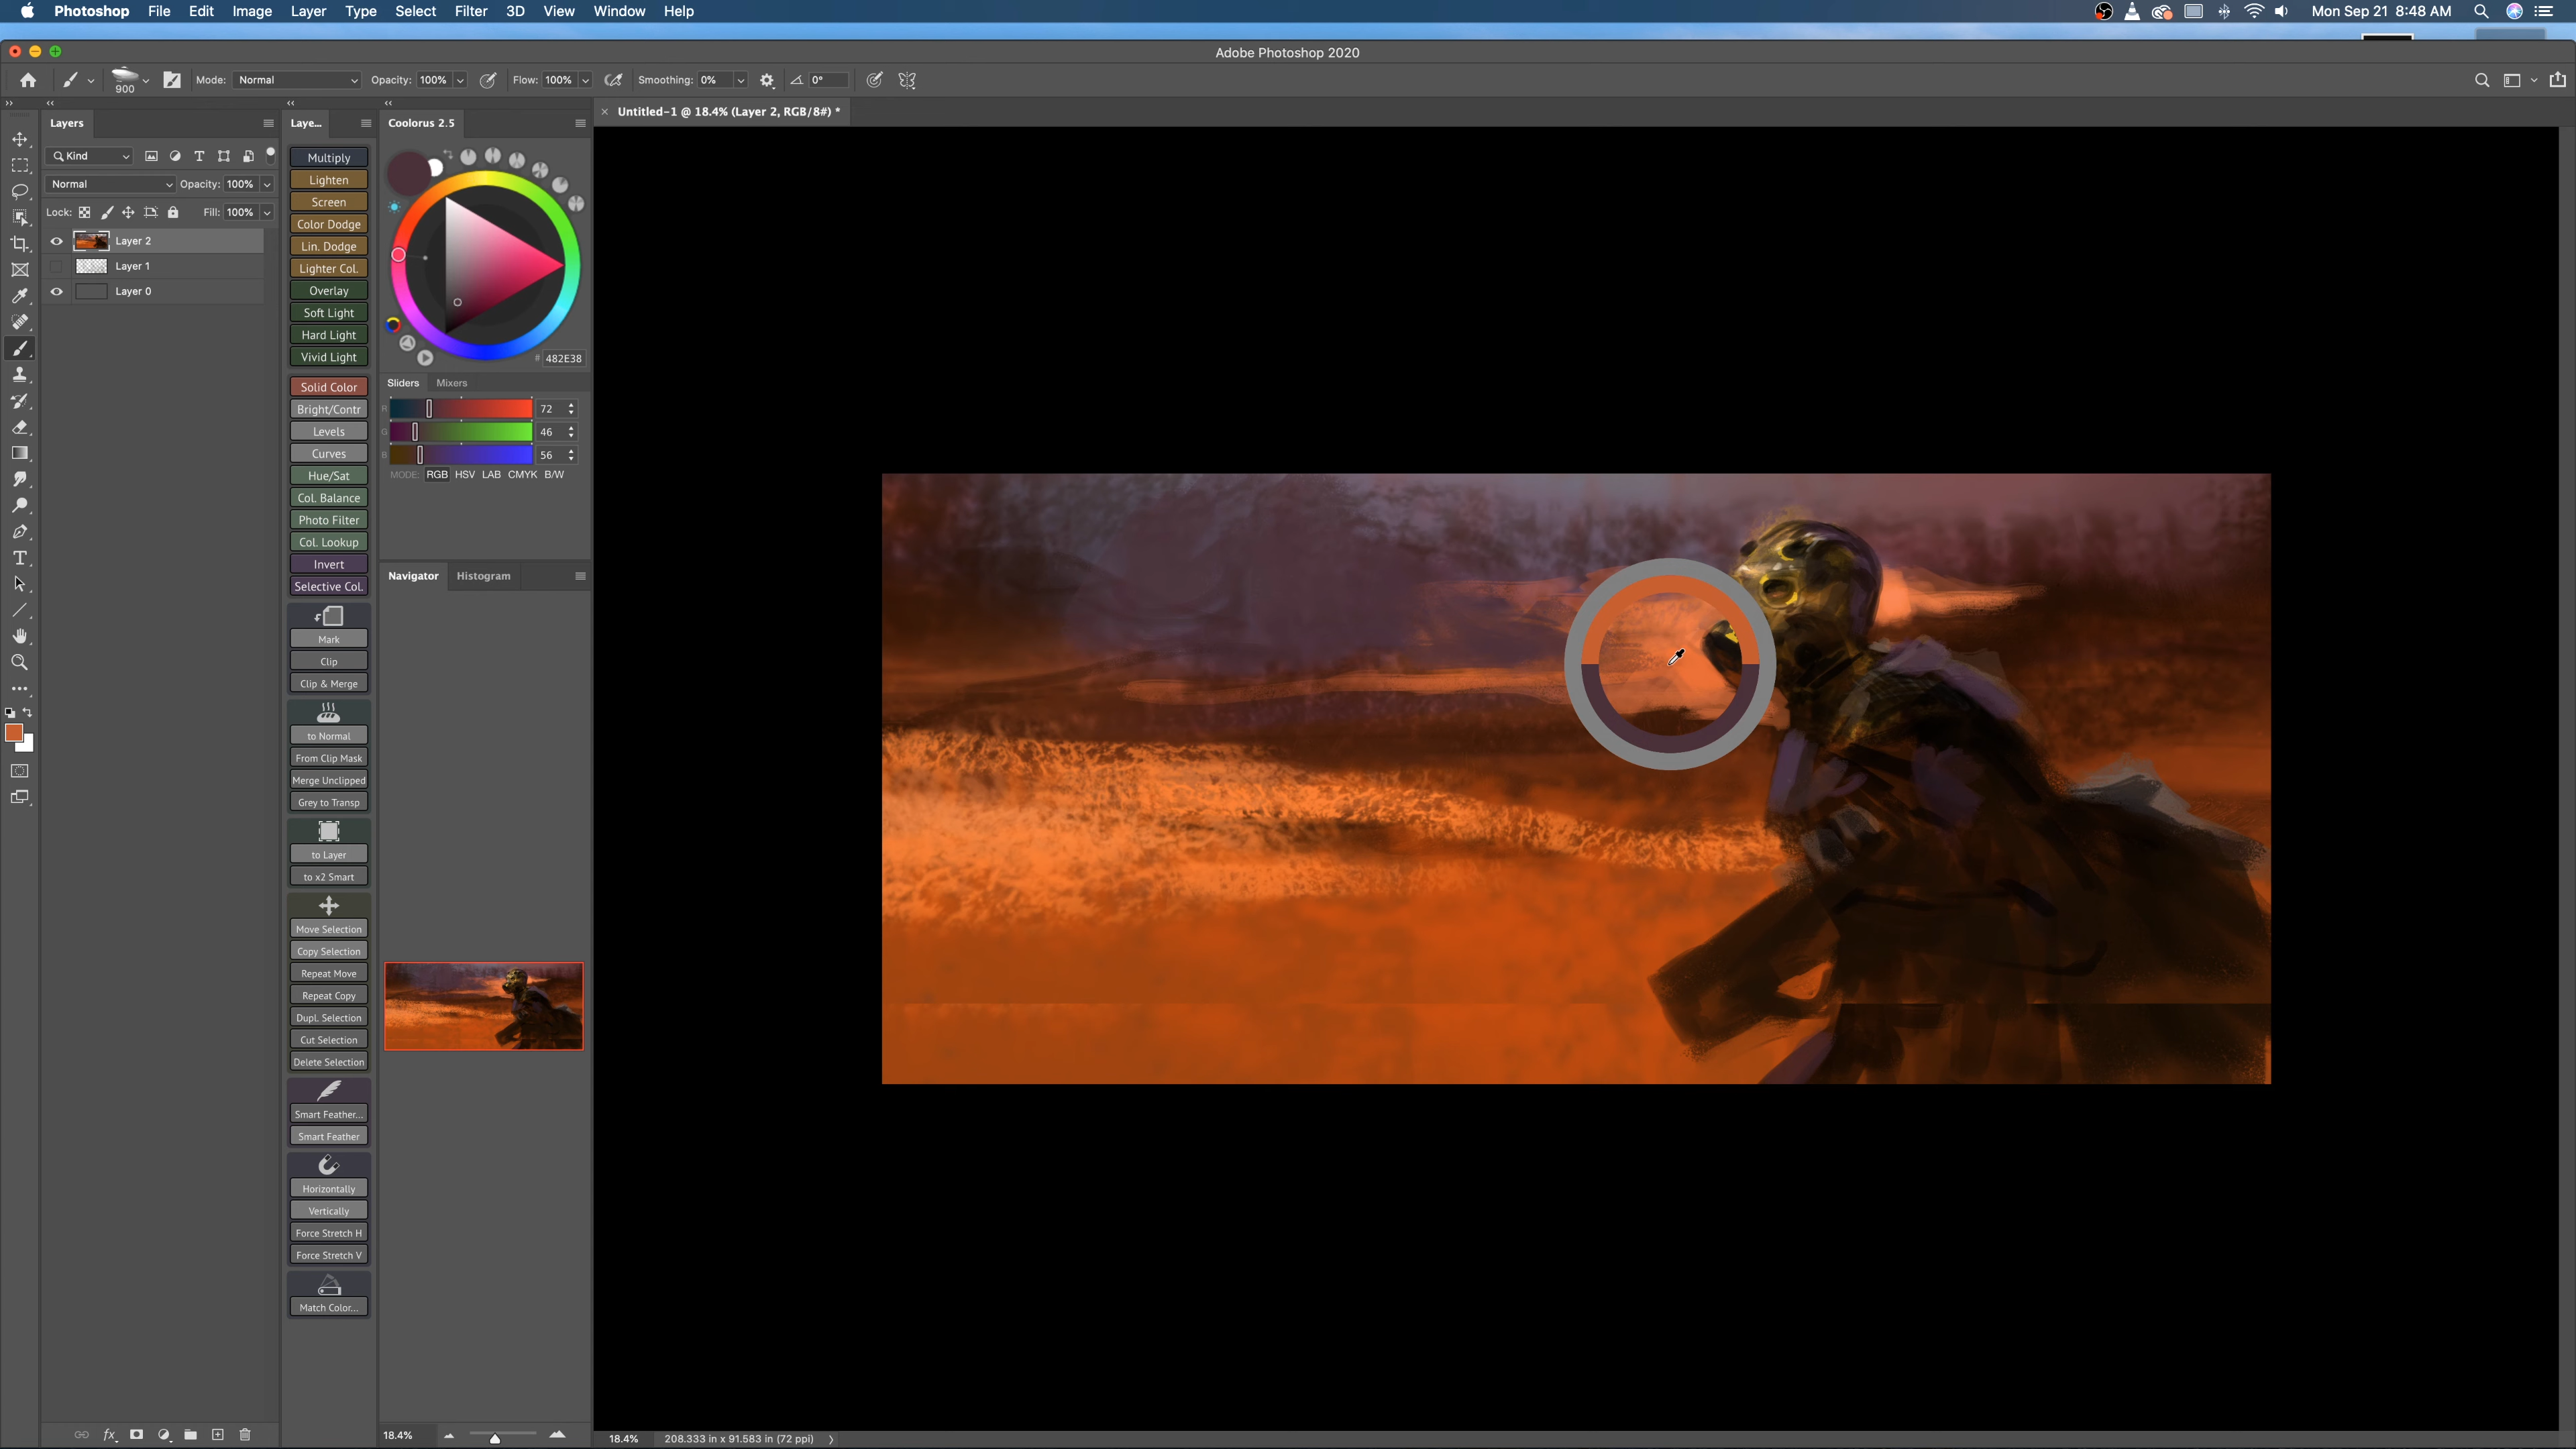 Photoshop File Edit Image Layer Type Select Filter 3D View Window Help Mon Sep 21 8:48 AM
Adobe Photoshop 2020
900 Mode: Normal Opacity: 100% Flow: 100% Smoothing: 0% 0°
Untitled-1 @ 18.4% (Layer 2, RGB/8#) *
Layers
Kind
Normal Opacity: 100%
Lock: Fill: 100%
Layer 2
Layer 1
Layer 0
Laye...
Multiply
Lighten
Screen
Color Dodge
Lin. Dodge
Lighter Col.
Overlay
Soft Light
Hard Light
Vivid Light
Solid Color
Bright/Contr
Levels
Curves
Hue/Sat
Col. Balance
Photo Filter
Col. Lookup
Invert
Selective Col.
Mark
Clip
Clip & Merge
to Normal
From Clip Mask
Merge Unclipped
Grey to Transp
to Layer
to x2 Smart
Move Selection
Copy Selection
Repeat Move
Repeat Copy
Dupl. Selection
Cut Selection
Delete Selection
Smart Feather...
Smart Feather
Horizontally
Vertically
Force Stretch H
Force Stretch V
Match Color...
Coolorus 2.5
# 482E38
Sliders Mixers
R 72
G 46
B 56
MODE: RGB HSV LAB CMYK B/W
Navigator Histogram
18.4%
18.4% 208.333 in x 91.583 in (72 ppi)